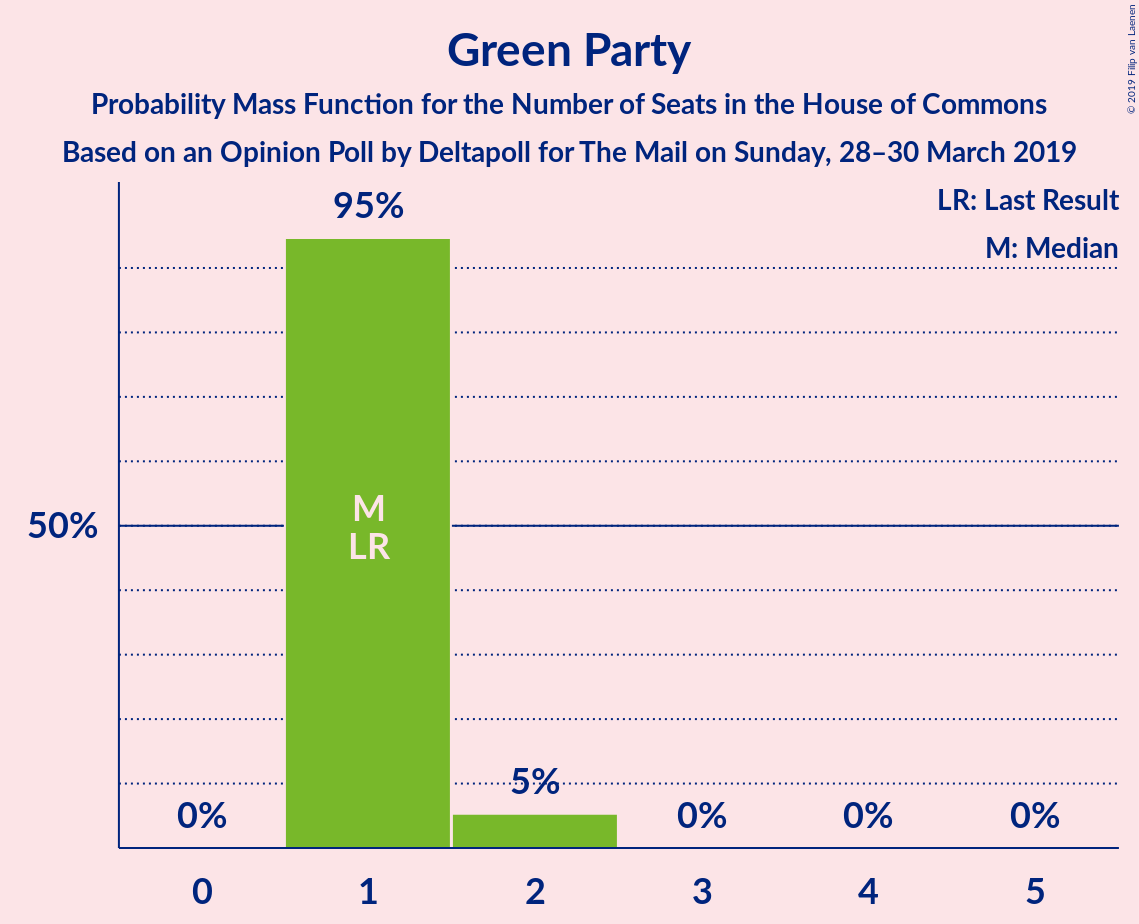 Green Party
Probability Mass Function for the Number of Seats in the House of Commons
Based on an Opinion Poll by Deltapoll for The Mail on Sunday, 28–30 March 2019
© 2019 Filip van Laenen
LR: Last Result
M: Median
95%
50%
M
LR
5%
0%
0%
0%
0%
0
1
2
3
4
5